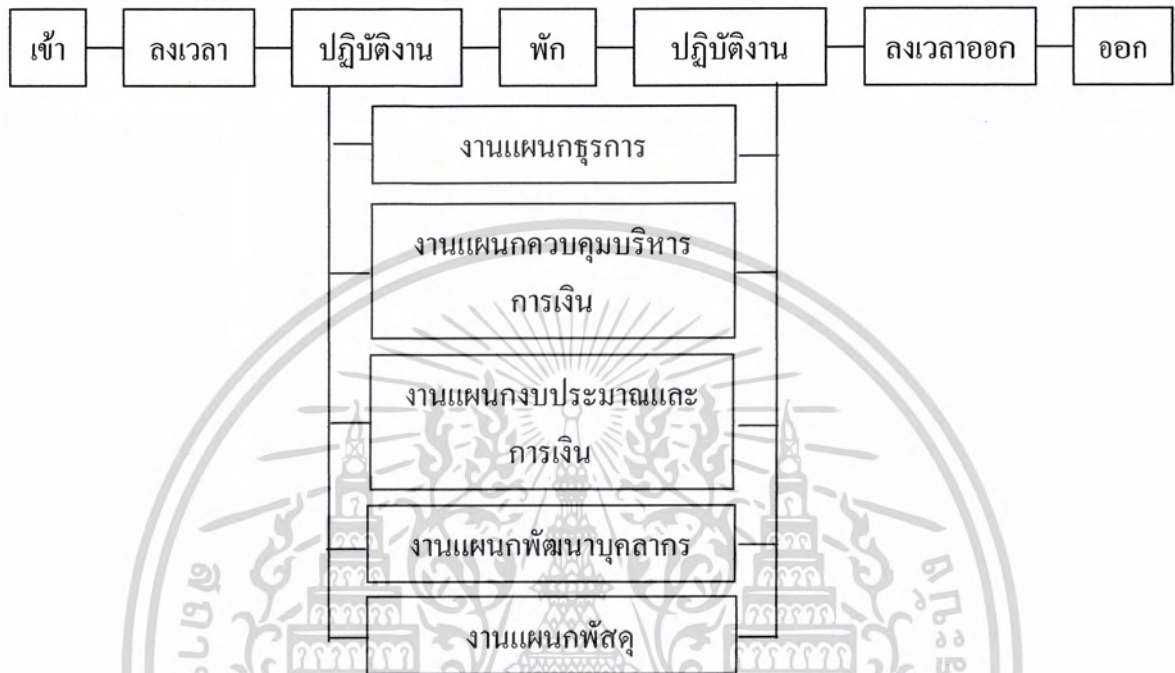 เข้า ลงเวลา ปฏิบัติงาน พัก ปฏิบัติงาน ลงเวลาออก ออก
งานแผนกธุรการ
งานแผนกควบคุมบริหาร
การเงิน
งานแผนกงบประมาณและ
การเงิน
งานแผนกพัฒนาบุคลากร
งานแผนกพัสดุ